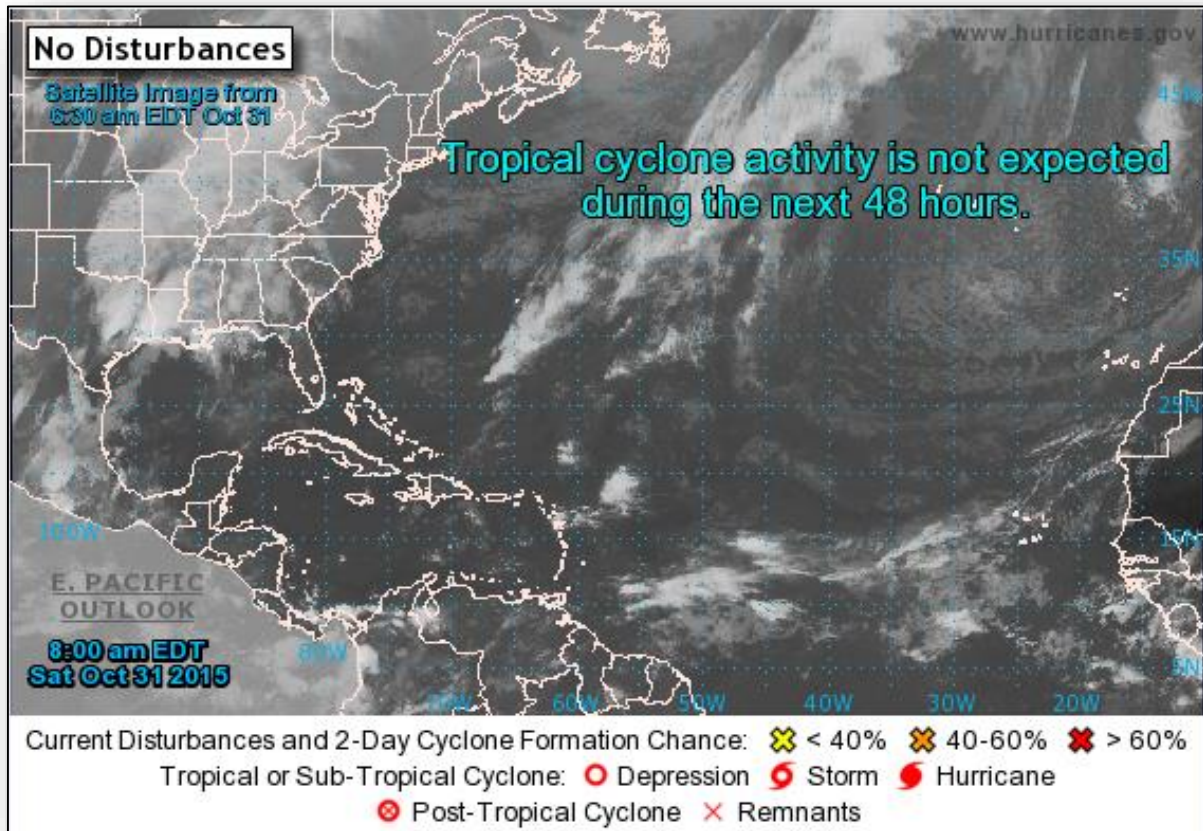 No Disturbances
www.hurricanes.gov
Satellite Image from
6:30 am EDT Oct 31
45N
Tropical cyclone activity is not expected
during the next 48 hours.
35N
25N
100W
15N
E. PACIFIC
OUTLOOK
8:00 am EDT
Sat Oct 31 2015
80W
5N
70W
60W
50W
40W
30W
20W
Current Disturbances and 2-Day Cyclone Formation Chance: < 40% 40-60% > 60%
Tropical or Sub-Tropical Cyclone: Depression Storm Hurricane
Post-Tropical Cyclone Remnants